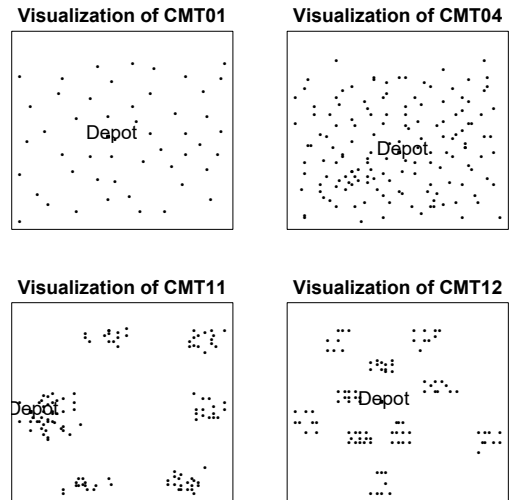 Visualization of CMT01
Depot
Visualization of CMT04
Depot
Visualization of CMT11
Depot
Visualization of CMT12
Depot